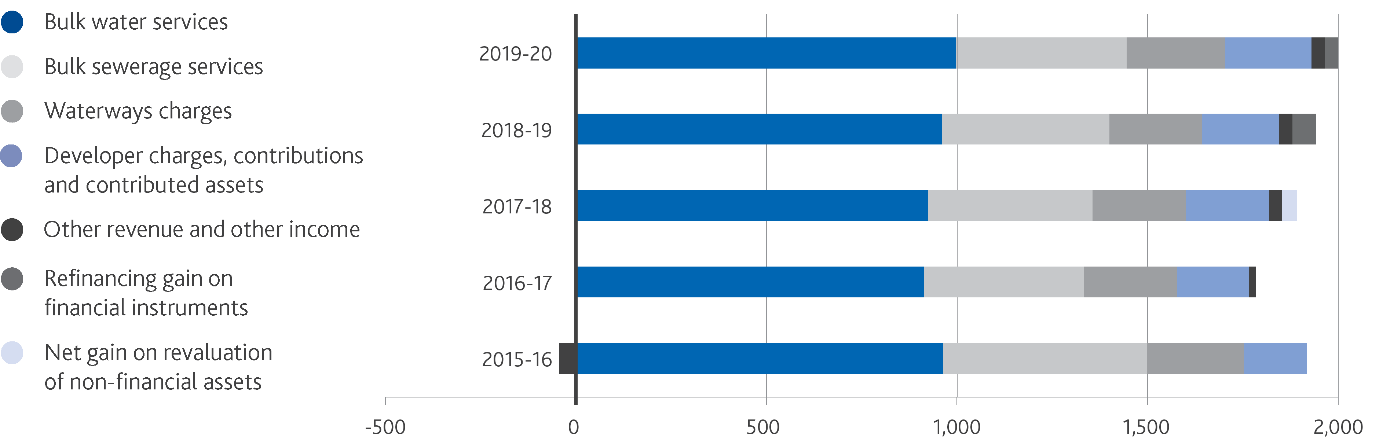 Bulk water services
Bulk sewerage services
Waterways charges
Developer charges, contributions
and contributed assets
Other revenue and other income
Refinancing gain on
financial instruments
Net gain on revaluation
of non-financial assets
2019-20
2018-19
2017-18
2016-17
2015-16
-500 0 500 1,000 1,500 2,000